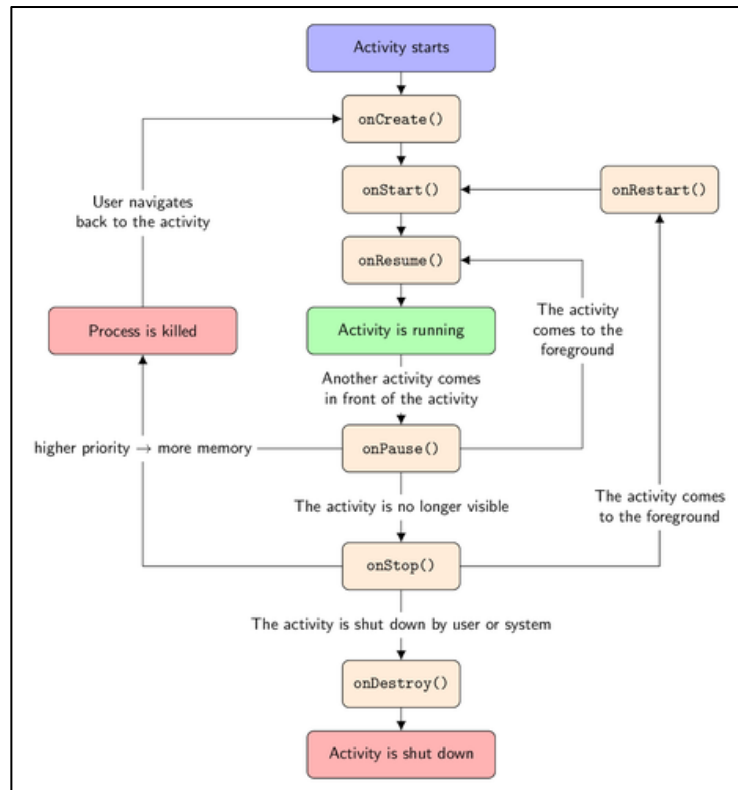 Activity starts
onCreate()
onStart()
onRestart()
User navigates
back to the activity
onResume()
The activity
comes to the
foreground
Process is killed
Activity is running
Another activity comes
in front of the activity
higher priority → more memory
onPause()
The activity comes
to the foreground
The activity is no longer visible
onStop()
The activity is shut down by user or system
onDestroy()
Activity is shut down